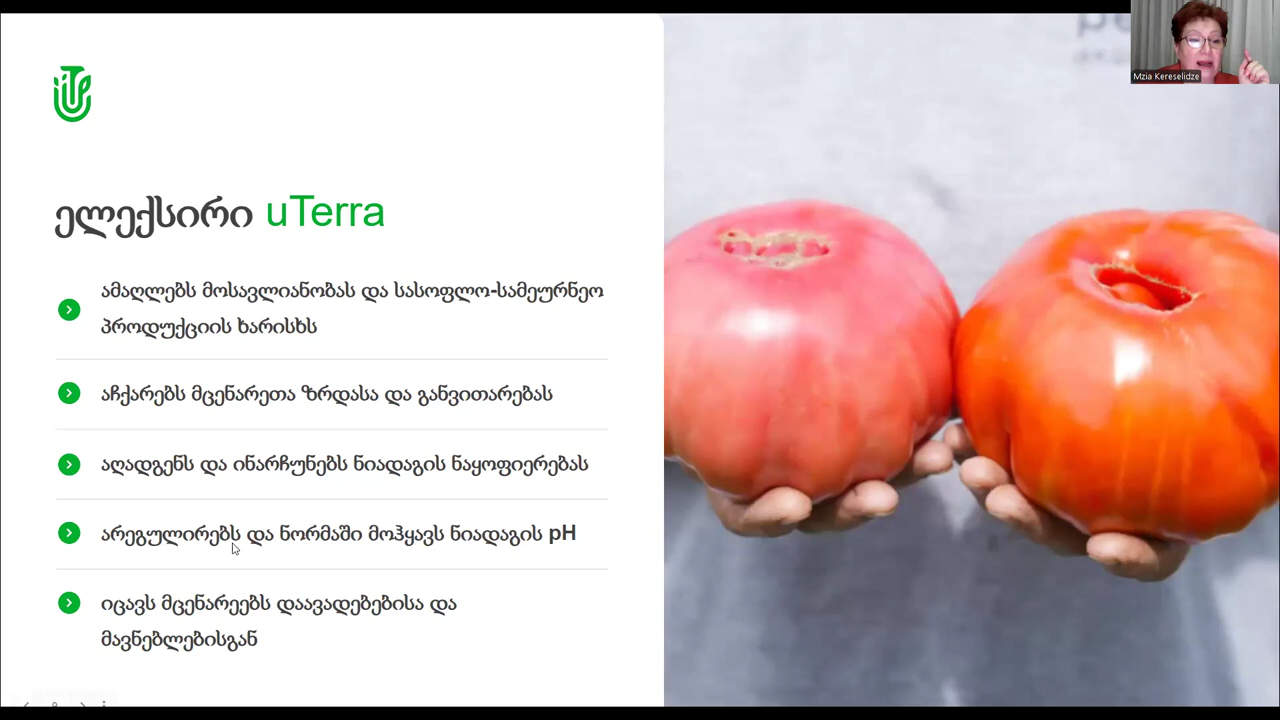 Mzia Kereselidze
ელექსირი uTerra
ამაღლებს მოსავლიანობას და სასოფლო-სამეურნეო
პროდუქციის ხარისხს
აჩქარებს მცენარეთა ზრდასა და განვითარებას
აღადგენს და ინარჩუნებს ნიადაგის ნაყოფიერებას
არეგულირებს და ნორმაში მოჰყავს ნიადაგის pH
იცავს მცენარეებს დაავადებებისა და
მავნებლებისგან